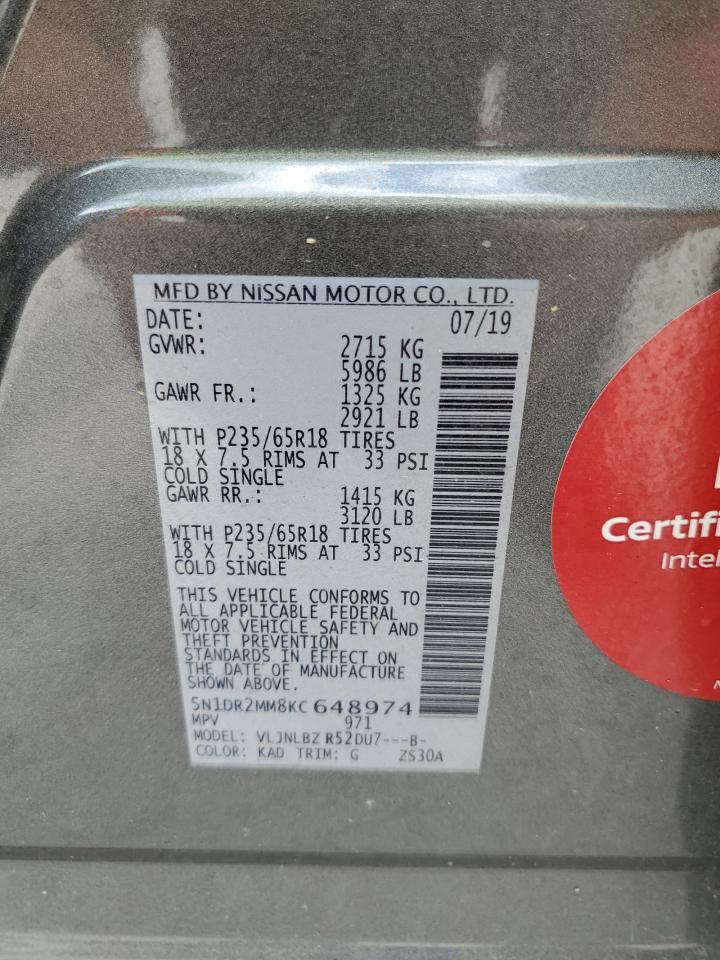 MFD BY NISSAN MOTOR CO., LTD.
DATE: 07/19
GVWR: 2715 KG
5986 LB
GAWR FR.: 1325 KG
2921 LB
WITH P235/65R18 TIRES
18 X 7.5 RIMS AT 33 PSI
COLD SINGLE
GAWR RR.: 1415 KG
3120 LB
WITH P235/65R18 TIRES
18 X 7.5 RIMS AT 33 PSI
COLD SINGLE
THIS VEHICLE CONFORMS TO
ALL APPLICABLE FEDERAL
MOTOR VEHICLE SAFETY AND
THEFT PREVENTION
STANDARDS IN EFFECT ON
THE DATE OF MANUFACTURE
SHOWN ABOVE.
5N1DR2MM8KC648974
MPV 971
MODEL: VLJNLBZ R52DU7---B-
COLOR: KAD TRIM: G ZS30A
Certifi
Intel